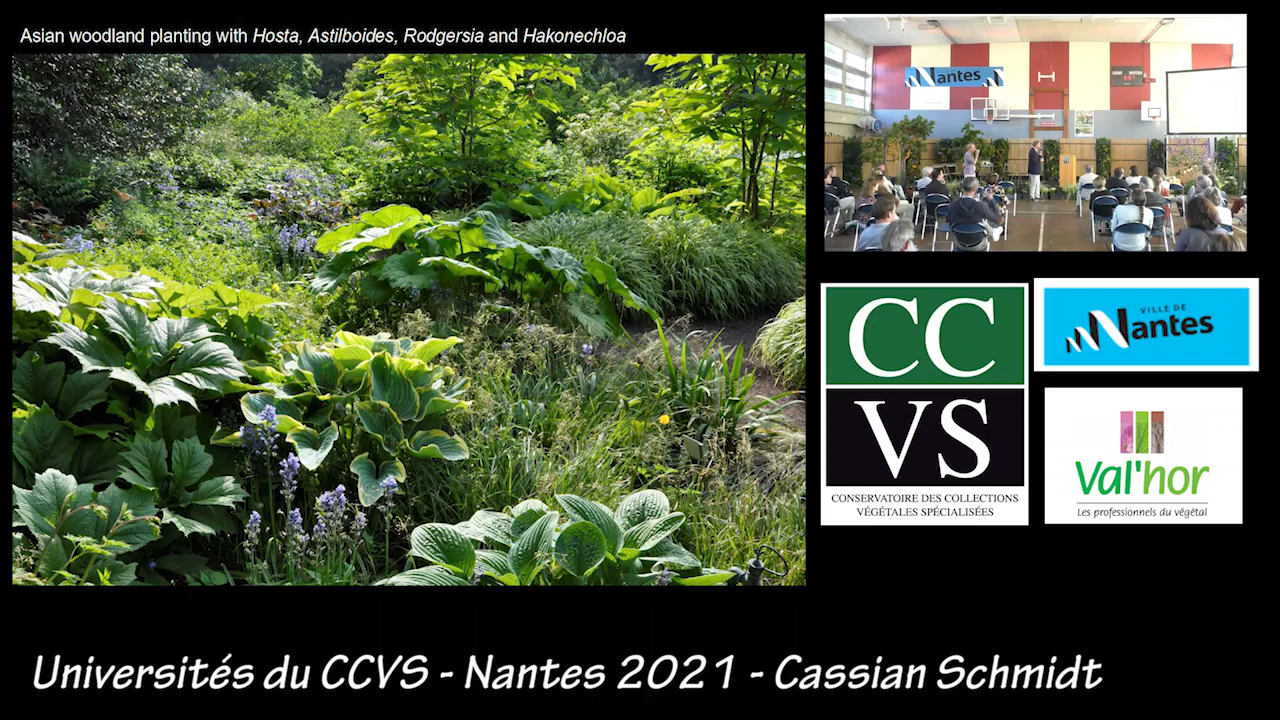 Asian woodland planting with Hosta, Astilboides, Rodgersia and Hakonechloa
Nantes
CC
VS
CONSERVATOIRE DES COLLECTIONS
VÉGÉTALES SPÉCIALISÉES
VILLE DE
Nantes
Val'hor
Les professionnels du végétal
Universités du CCVS - Nantes 2021 - Cassian Schmidt